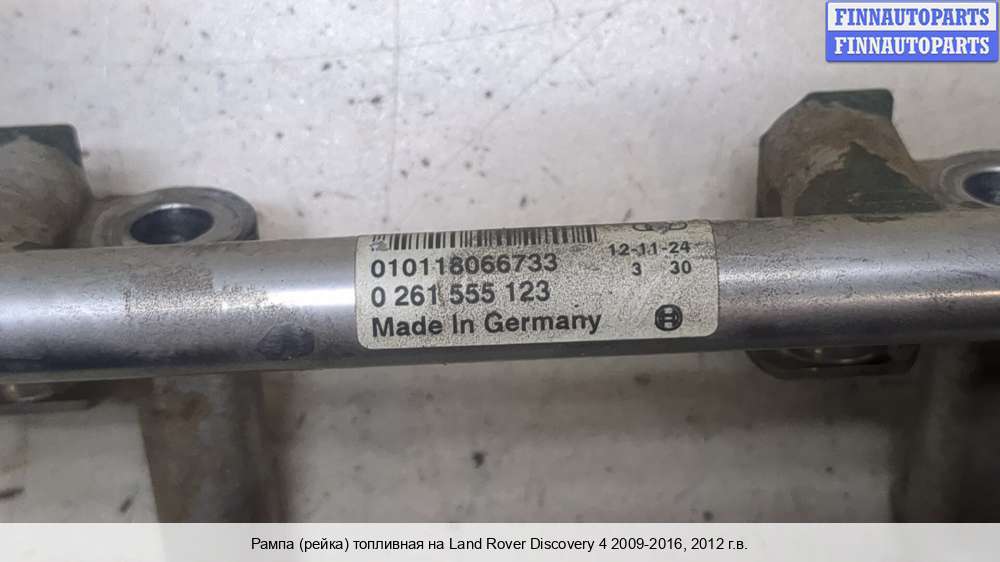 FINNAUTOPARTS
FINNAUTOPARTS
010118066733
12-11-24
3 30
0 261 555 123
Made In Germany
Рампа (рейка) топливная на Land Rover Discovery 4 2009-2016, 2012 г.в.